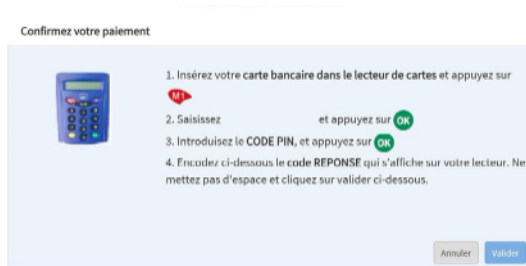 Confirmez votre paiement
1. Insérez votre carte bancaire dans le lecteur de cartes et appuyez sur
M1
2. Saisissez et appuyez sur OK
3. Introduisez le CODE PIN, et appuyez sur OK
4. Encodez ci-dessous le code REPONSE qui s'affiche sur votre lecteur. Ne
mettez pas d'espace et cliquez sur valider ci-dessous.
Annuler Valider